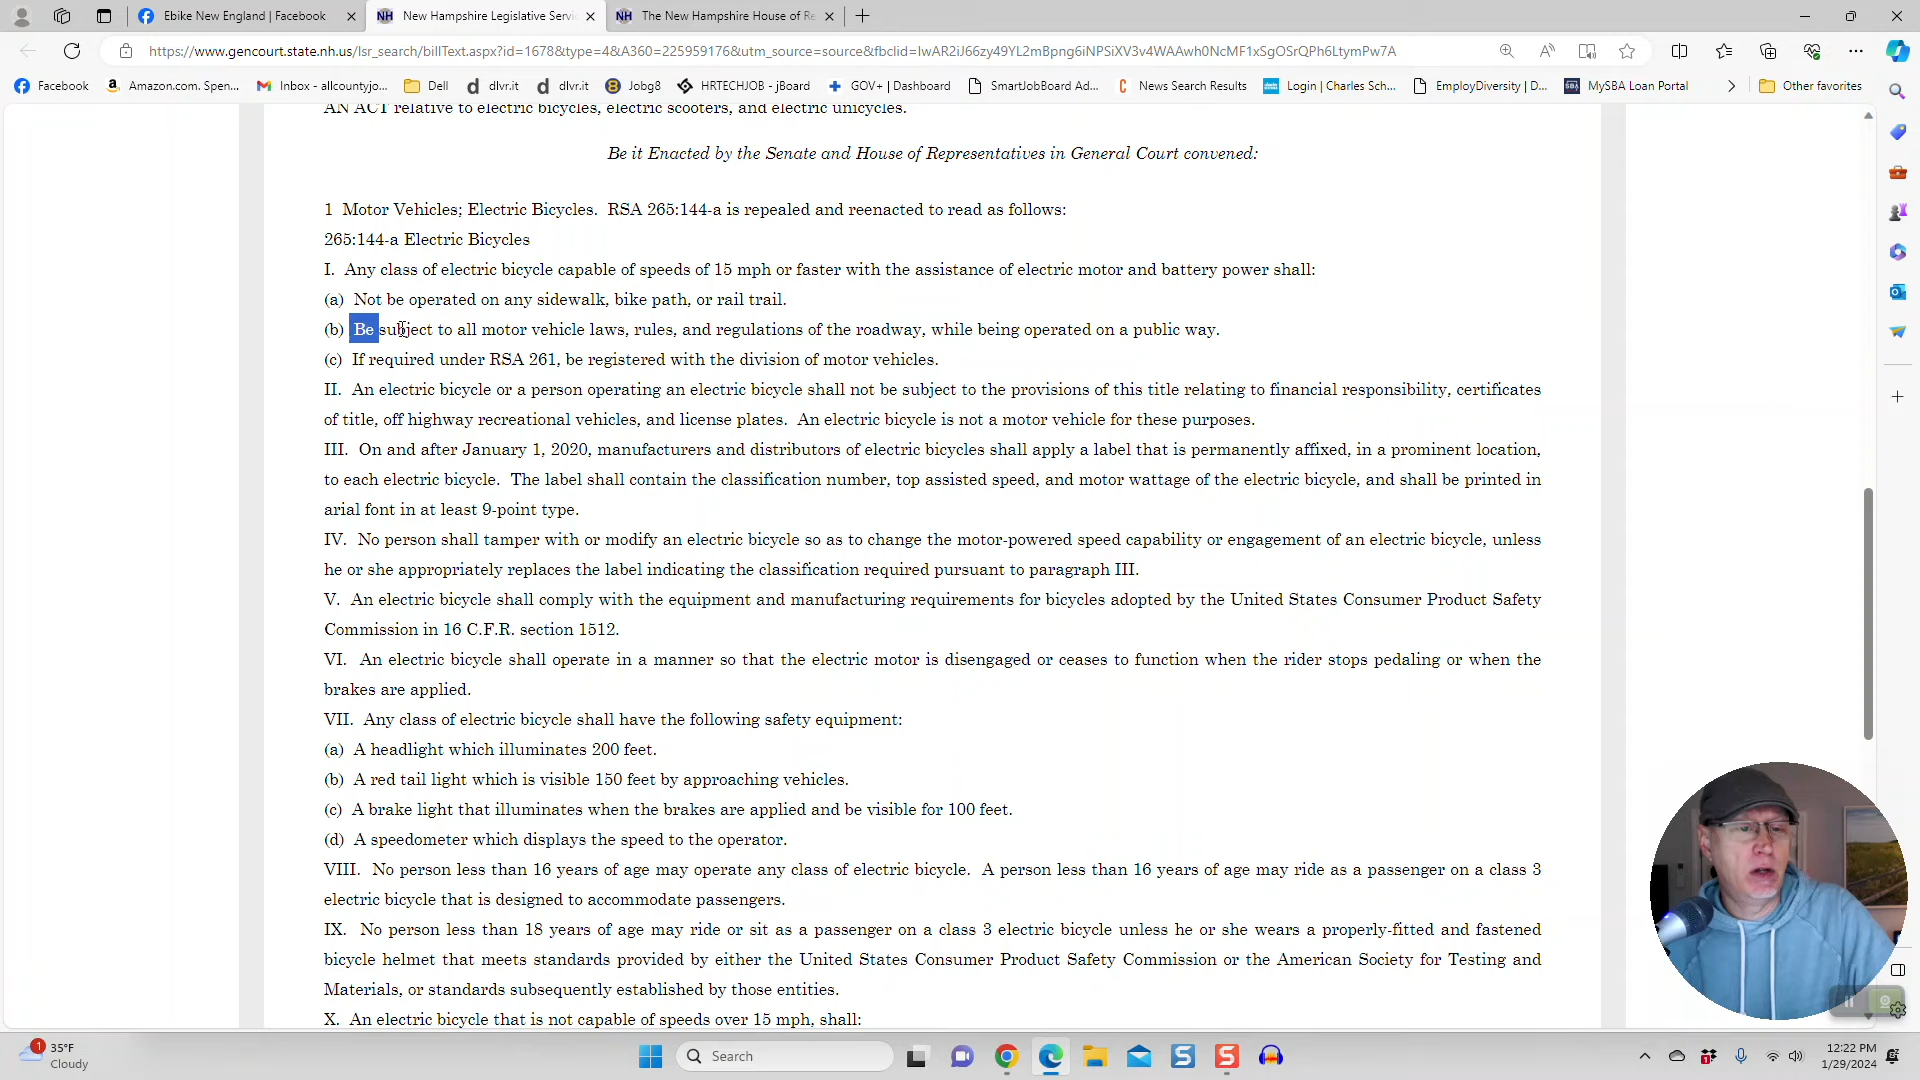 Ebike New England | Facebook
New Hampshire Legislative Servi
The New Hampshire House of Re
https://www.gencourt.state.nh.us/lsr_search/billText.aspx?id=1678&type=4&A360=225959176&utm_source=source&fbclid=IwAR2iJ66zy49YL2mBpng6iNPSiXV3v4WAAwh0NcMF1xSgOSrQPh6LtymPw7A
Facebook
Amazon.com. Spen...
Inbox - allcountyjo...
Dell
dlvr.it
dlvr.it
Jobg8
HRTECHJOB - jBoard
GOV+ | Dashboard
SmartJobBoard Ad...
News Search Results
Login | Charles Sch...
EmployDiversity | D...
MySBA Loan Portal
Other favorites
AN ACT relative to electric bicycles, electric scooters, and electric unicycles.
Be it Enacted by the Senate and House of Representatives in General Court convened:
1 Motor Vehicles; Electric Bicycles. RSA 265:144-a is repealed and reenacted to read as follows:
265:144-a Electric Bicycles
I. Any class of electric bicycle capable of speeds of 15 mph or faster with the assistance of electric motor and battery power shall:
(a) Not be operated on any sidewalk, bike path, or rail trail.
(b) Be subject to all motor vehicle laws, rules, and regulations of the roadway, while being operated on a public way.
(c) If required under RSA 261, be registered with the division of motor vehicles.
II. An electric bicycle or a person operating an electric bicycle shall not be subject to the provisions of this title relating to financial responsibility, certificates
of title, off highway recreational vehicles, and license plates. An electric bicycle is not a motor vehicle for these purposes.
III. On and after January 1, 2020, manufacturers and distributors of electric bicycles shall apply a label that is permanently affixed, in a prominent location,
to each electric bicycle. The label shall contain the classification number, top assisted speed, and motor wattage of the electric bicycle, and shall be printed in
arial font in at least 9-point type.
IV. No person shall tamper with or modify an electric bicycle so as to change the motor-powered speed capability or engagement of an electric bicycle, unless
he or she appropriately replaces the label indicating the classification required pursuant to paragraph III.
V. An electric bicycle shall comply with the equipment and manufacturing requirements for bicycles adopted by the United States Consumer Product Safety
Commission in 16 C.F.R. section 1512.
VI. An electric bicycle shall operate in a manner so that the electric motor is disengaged or ceases to function when the rider stops pedaling or when the
brakes are applied.
VII. Any class of electric bicycle shall have the following safety equipment:
(a) A headlight which illuminates 200 feet.
(b) A red tail light which is visible 150 feet by approaching vehicles.
(c) A brake light that illuminates when the brakes are applied and be visible for 100 feet.
(d) A speedometer which displays the speed to the operator.
VIII. No person less than 16 years of age may operate any class of electric bicycle. A person less than 16 years of age may ride as a passenger on a class 3
electric bicycle that is designed to accommodate passengers.
IX. No person less than 18 years of age may ride or sit as a passenger on a class 3 electric bicycle unless he or she wears a properly-fitted and fastened
bicycle helmet that meets standards provided by either the United States Consumer Product Safety Commission or the American Society for Testing and
Materials, or standards subsequently established by those entities.
X. An electric bicycle that is not capable of speeds over 15 mph, shall:
1
35°F
Cloudy
Search
12:22 PM
1/29/2024